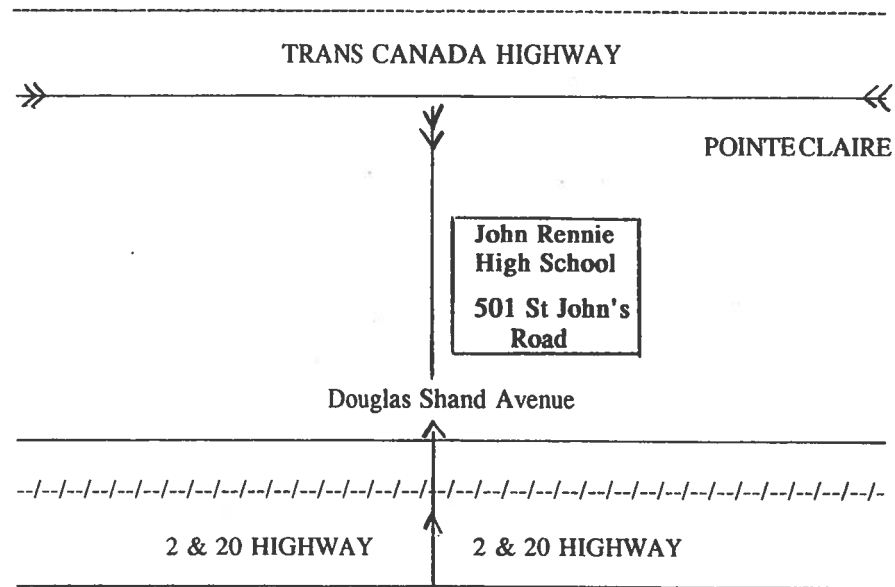 TRANS CANADA HIGHWAY
POINTE CLAIRE
John Rennie
High School
501 St John's
Road
Douglas Shand Avenue
--/--/--/--/--/--/--/--/--/--/--/--/--/--/--/--/--/--/--/--/--/--/--/--/--/--/--/--/--/-
2 & 20 HIGHWAY 2 & 20 HIGHWAY